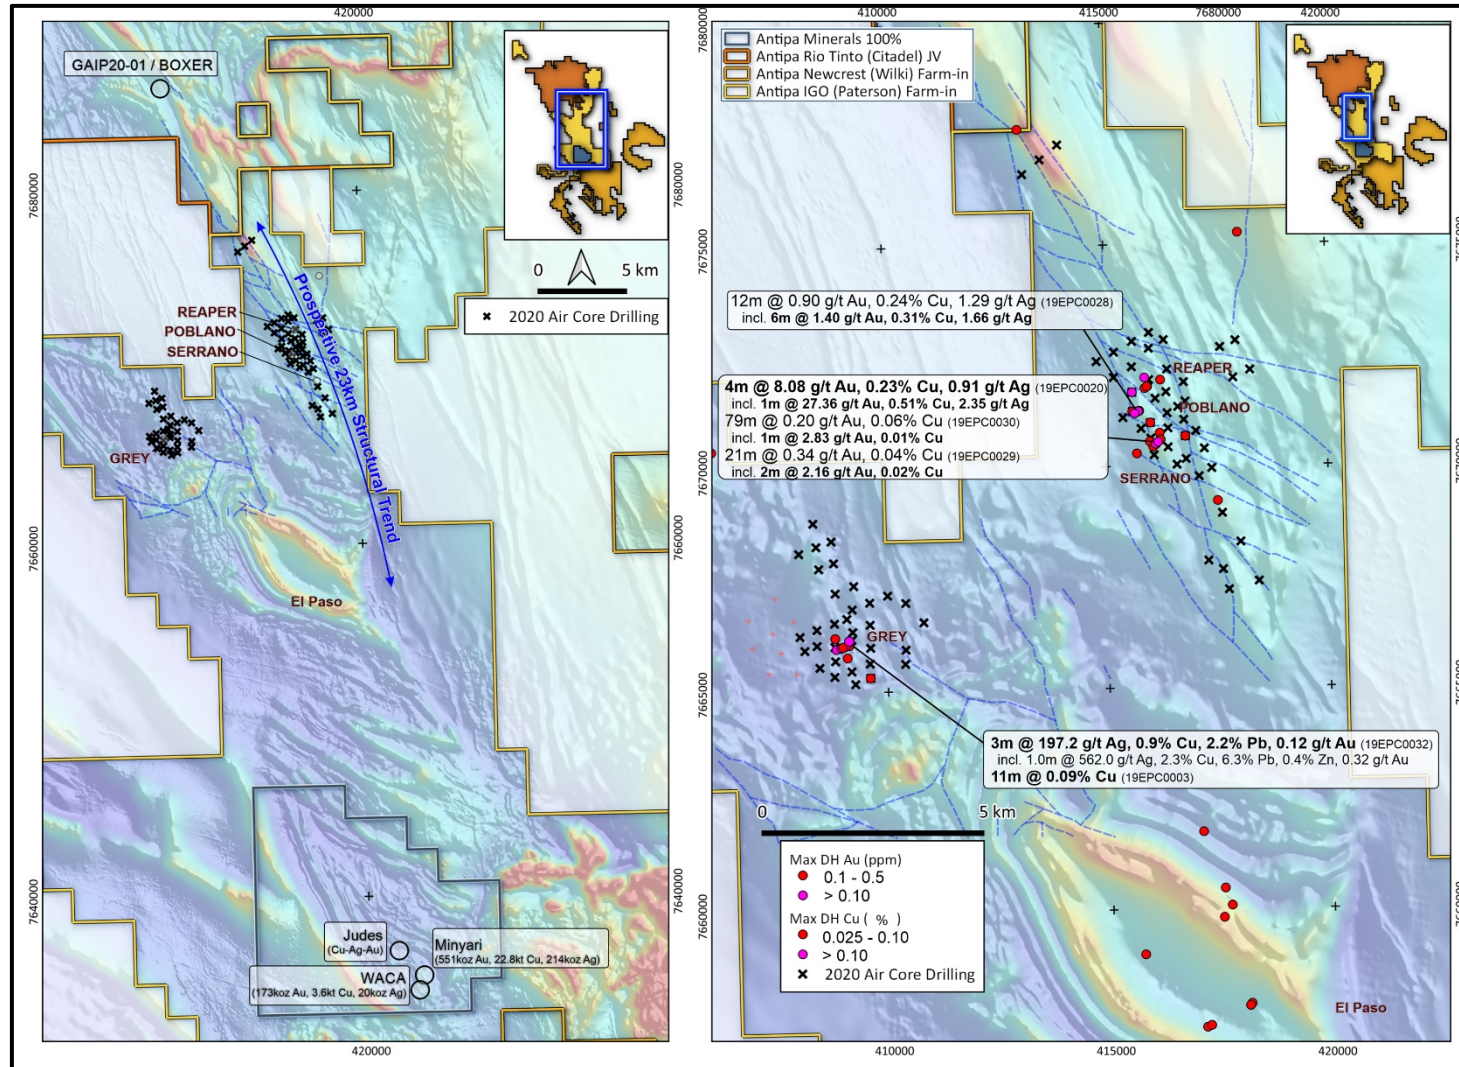 420000
GAIP20-01 / BOXER
7680000
0 5 km
2020 Air Core Drilling
Prospective 23km Structural Trend
REAPER
POBLANO
SERRANO
GREY
7660000
El Paso
7640000
Judes
(Cu-Ag-Au)
Minyari
(551koz Au, 22.8kt Cu, 214koz Ag)
WACA
(173koz Au, 3.6kt Cu, 20koz Ag)
420000
7680000
7660000
7640000
410000
415000
7680000
420000
7680000
Antipa Minerals 100%
Antipa Rio Tinto (Citadel) JV
Antipa Newcrest (Wilki) Farm-in
Antipa IGO (Paterson) Farm-in
7675000
7675000
12m @ 0.90 g/t Au, 0.24% Cu, 1.29 g/t Ag (19EPC0028)
incl. 6m @ 1.40 g/t Au, 0.31% Cu, 1.66 g/t Ag
4m @ 8.08 g/t Au, 0.23% Cu, 0.91 g/t Ag (19EPC0020)
incl. 1m @ 27.36 g/t Au, 0.51% Cu, 2.35 g/t Ag
79m @ 0.20 g/t Au, 0.06% Cu (19EPC0030)
incl. 1m @ 2.83 g/t Au, 0.01% Cu
21m @ 0.34 g/t Au, 0.04% Cu (19EPC0029)
incl. 2m @ 2.16 g/t Au, 0.02% Cu
REAPER
POBLANO
SERRANO
7670000
7670000
GREY
7665000
7665000
3m @ 197.2 g/t Ag, 0.9% Cu, 2.2% Pb, 0.12 g/t Au (19EPC0032)
incl. 1.0m @ 562.0 g/t Ag, 2.3% Cu, 6.3% Pb, 0.4% Zn, 0.32 g/t Au
11m @ 0.09% Cu (19EPC0003)
0 5 km
Max DH Au (ppm)
0.1 - 0.5
> 0.10
Max DH Cu ( % )
0.025 - 0.10
> 0.10
2020 Air Core Drilling
7660000
7660000
El Paso
410000
415000
420000